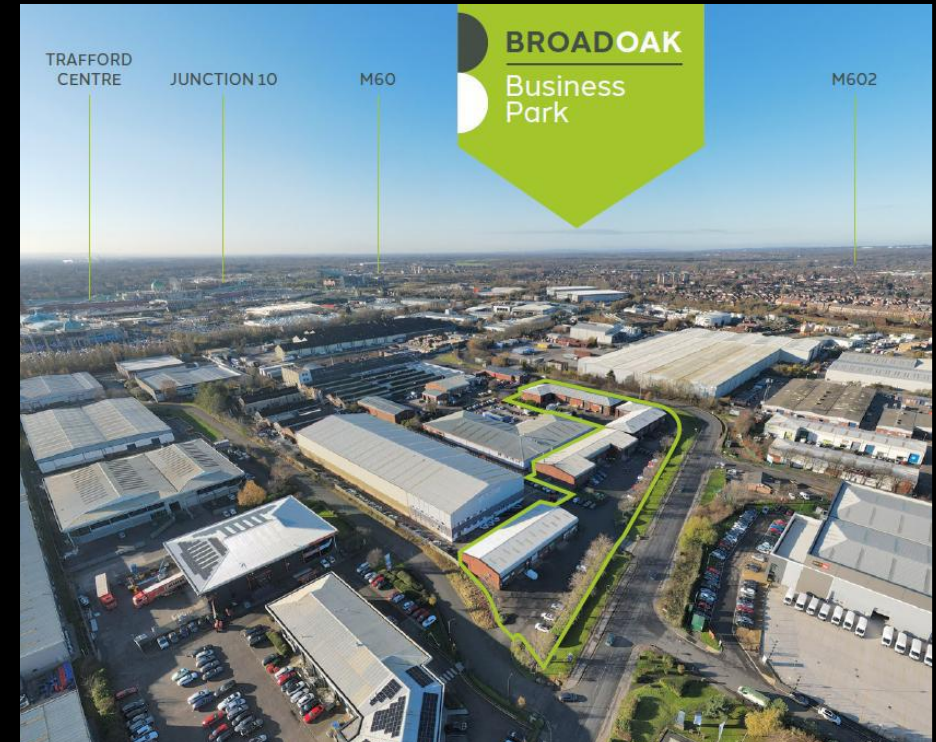 TRAFFORD
CENTRE
JUNCTION 10
M60
BROADOAK
Business
Park
M602